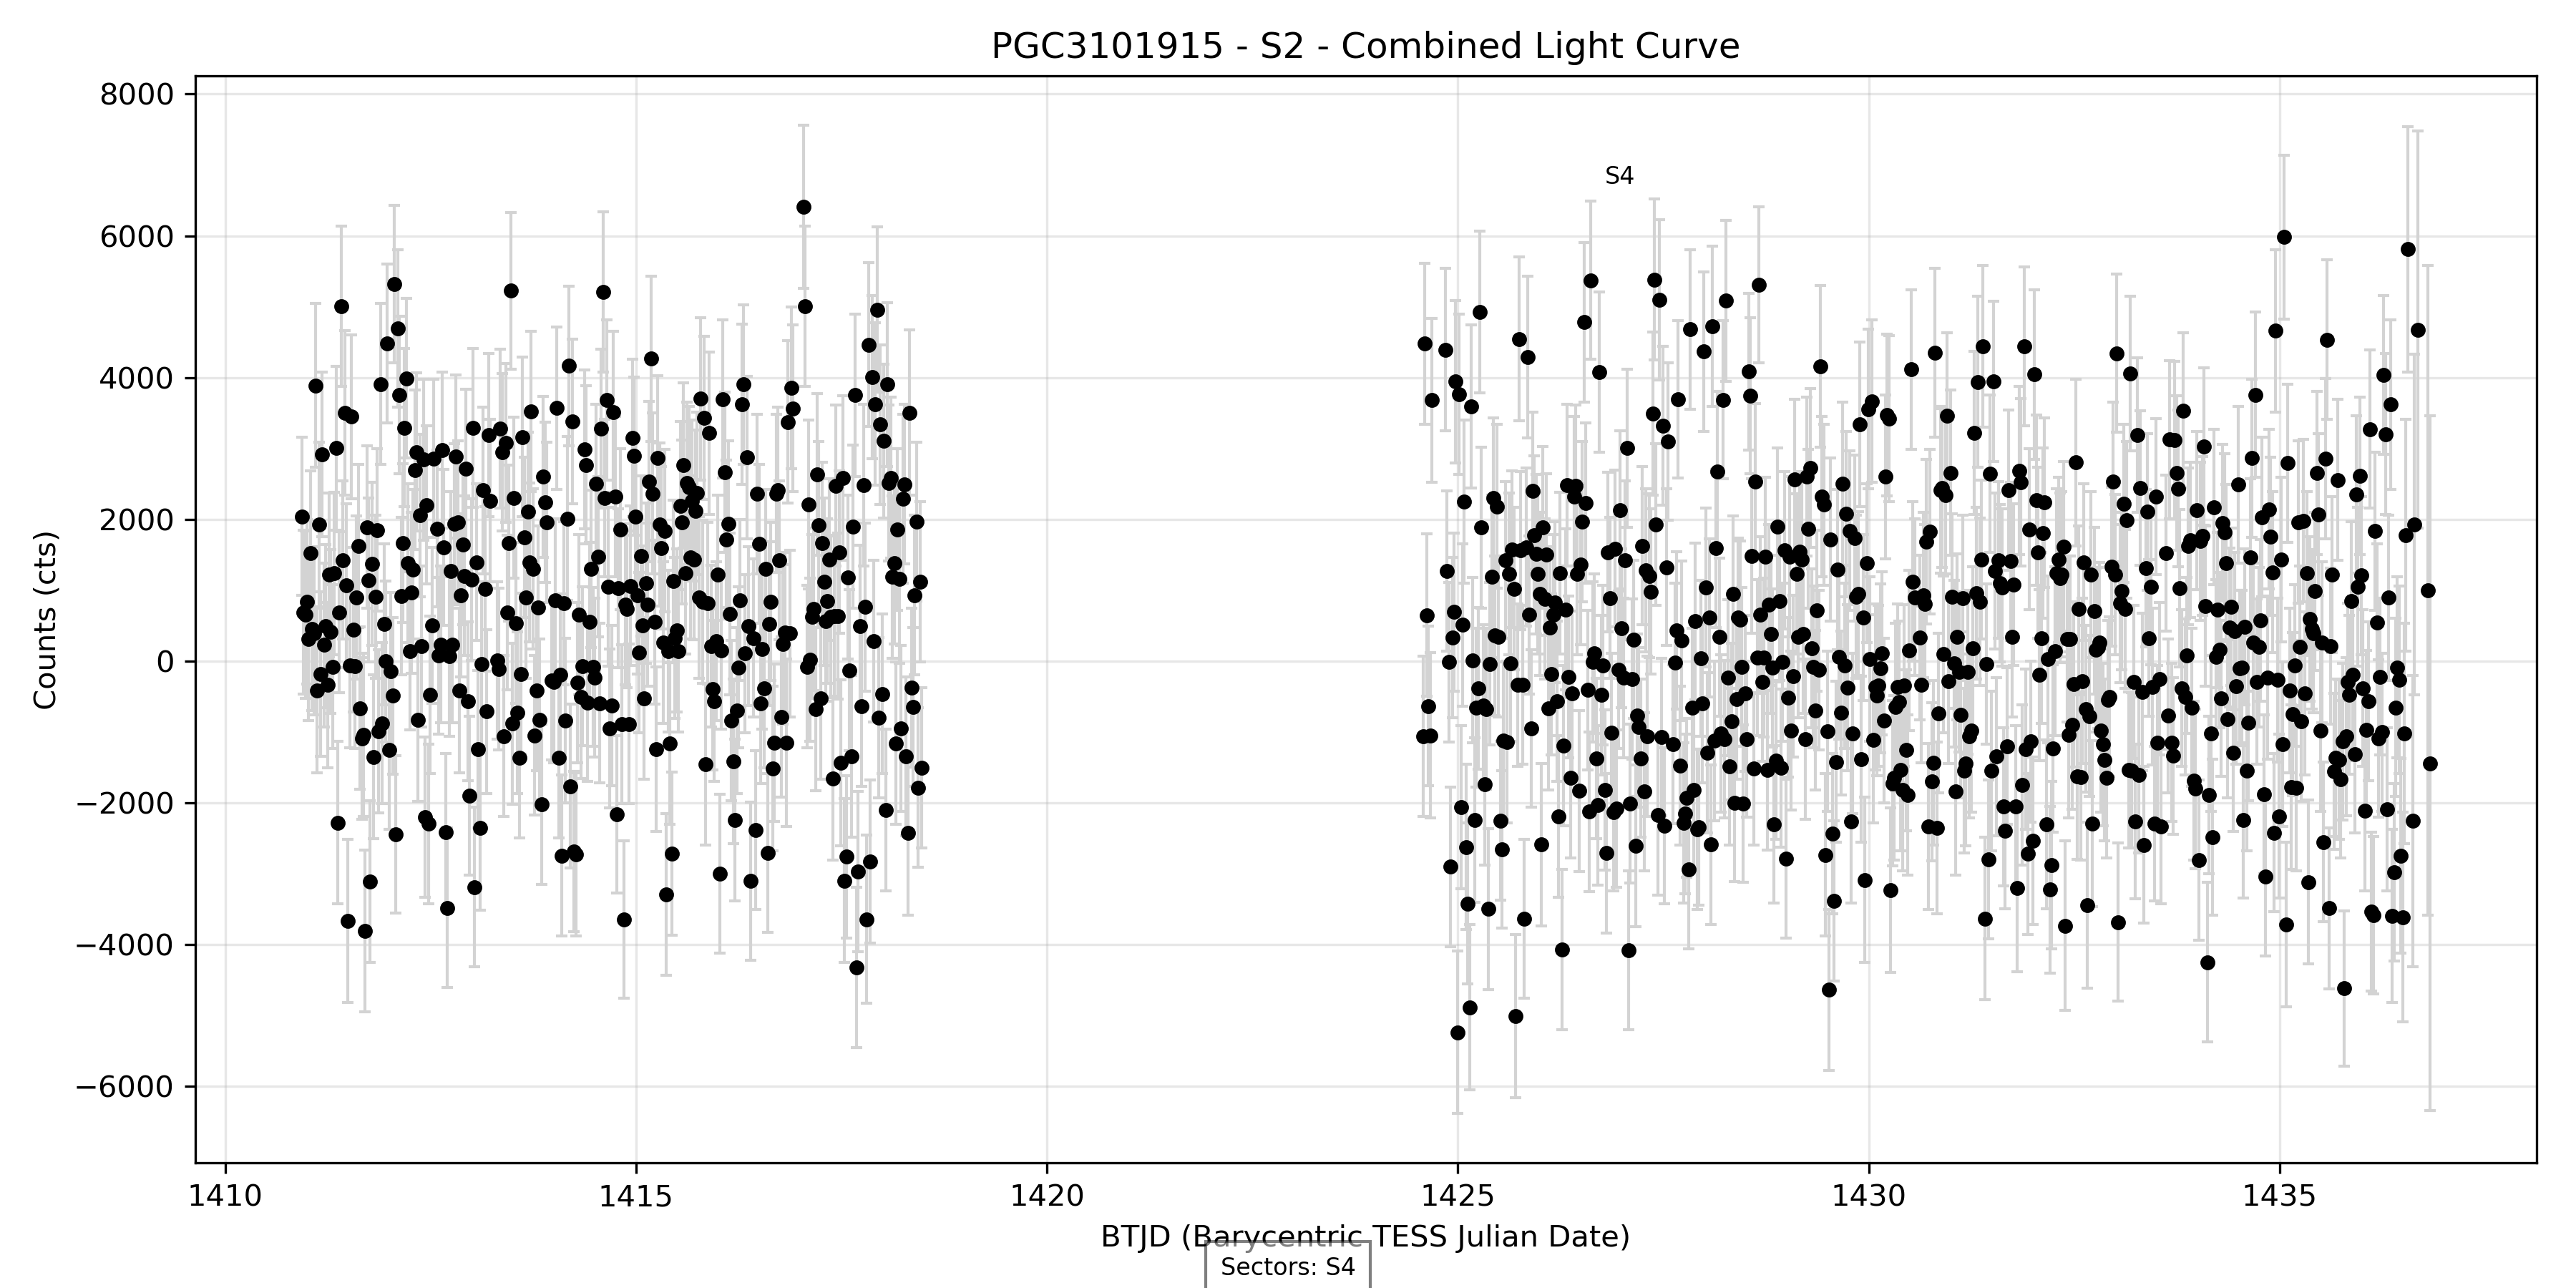 PGC3101915 - S2 - Combined Light Curve
8000
6000
4000
2000
0
−2000
−4000
−6000
Counts (cts)
S4
1410
1415
1420
1425
1430
1435
BTJD (Barycentric TESS Julian Date)
Sectors: S4